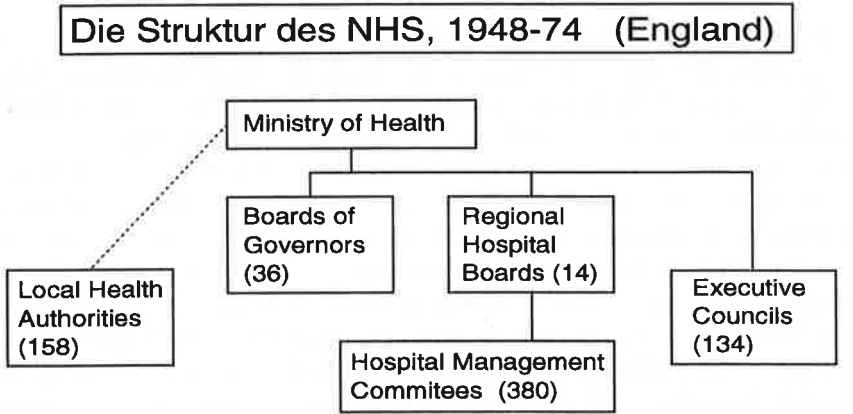 Die Struktur des NHS, 1948-74 (England)
Ministry of Health
Boards of
Governors
(36)
Regional
Hospital
Boards (14)
Local Health
Authorities
(158)
Executive
Councils
(134)
Hospital Management
Commitees (380)